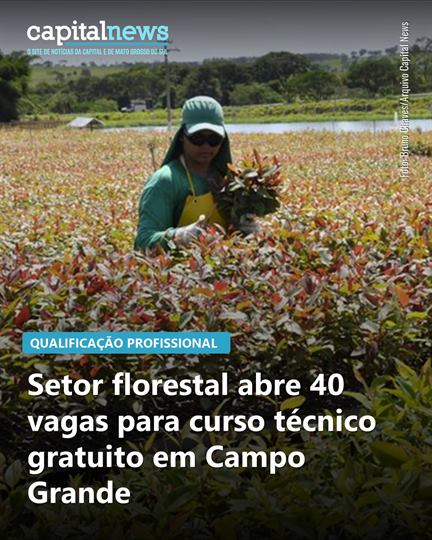 capitalnews
O SITE DE NOTÍCIAS DA CAPITAL E DE MATO GROSSO DO SUL
Foto: Bruno Chaves/Arquivo Capital News
QUALIFICAÇÃO PROFISSIONAL
Setor florestal abre 40
vagas para curso técnico
gratuito em Campo
Grande